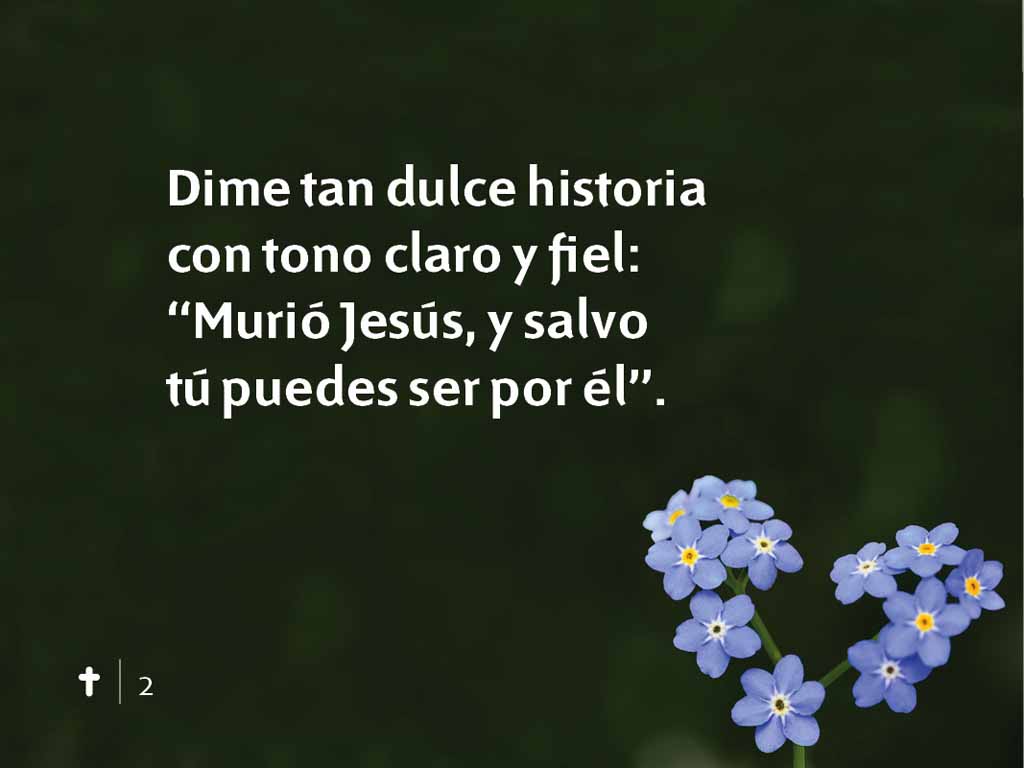 Dime tan dulce historia
con tono claro y fiel:
“Murió Jesús, y salvo
tú puedes ser por él”.
2